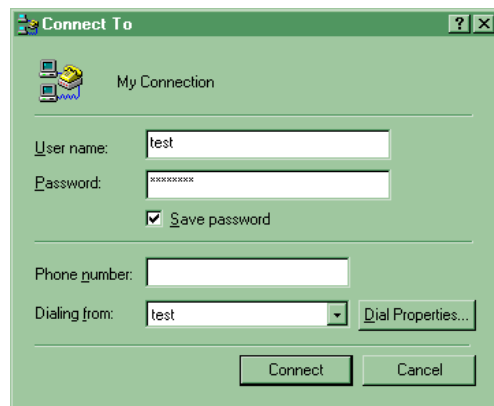 Connect To
My Connection
User name: test
Password: ********
Save password
Phone number:
Dialing from: test Dial Properties...
Connect Cancel